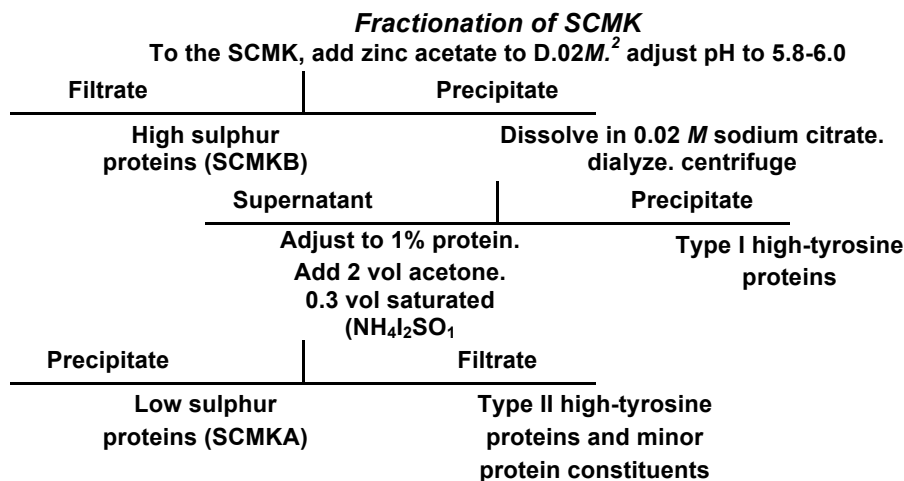 Fractionation of SCMK
To the SCMK, add zinc acetate to D.02M.² adjust pH to 5.8-6.0
Filtrate
Precipitate
High sulphur
proteins (SCMKB)
Dissolve in 0.02 M sodium citrate.
dialyze. centrifuge
Supernatant
Precipitate
Adjust to 1% protein.
Add 2 vol acetone.
0.3 vol saturated
(NH₄I₂SO₁
Type I high-tyrosine
proteins
Precipitate
Filtrate
Low sulphur
proteins (SCMKA)
Type II high-tyrosine
proteins and minor
protein constituents